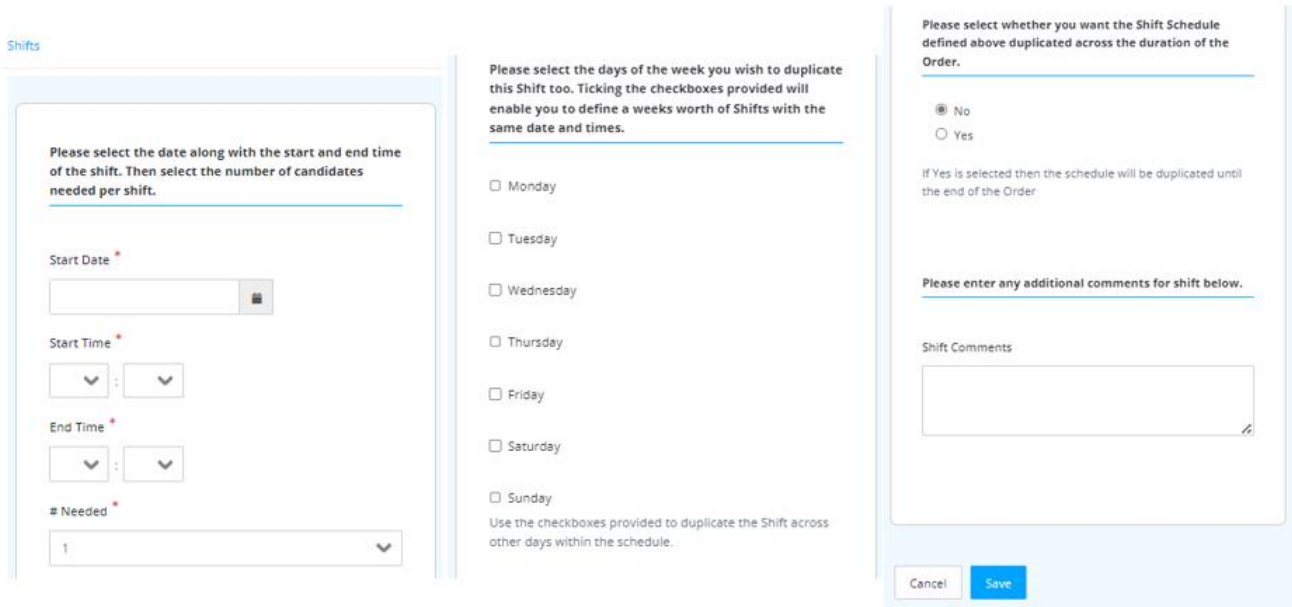 Shifts
Please select the date along with the start and end time
of the shift. Then select the number of candidates
needed per shift.
Start Date *
Start Time *
:
End Time *
:
# Needed *
1
Please select the days of the week you wish to duplicate
this Shift too. Ticking the checkboxes provided will
enable you to define a weeks worth of Shifts with the
same date and times.
Monday
Tuesday
Wednesday
Thursday
Friday
Saturday
Sunday
Use the checkboxes provided to duplicate the Shift across
other days within the schedule.
Please select whether you want the Shift Schedule
defined above duplicated across the duration of the
Order.
No
Yes
If Yes is selected then the schedule will be duplicated until
the end of the Order
Please enter any additional comments for shift below.
Shift Comments
Cancel
Save